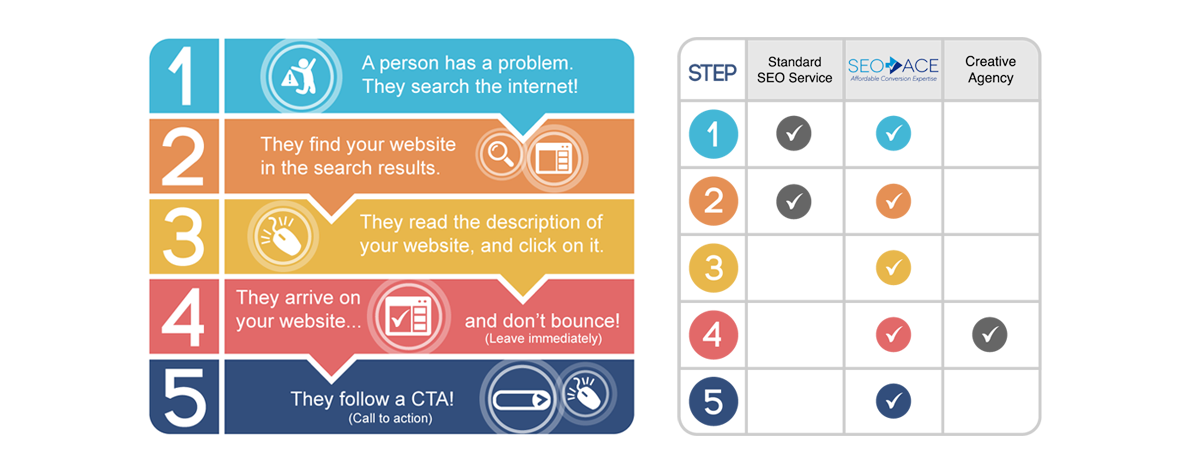 1
A person has a problem.
They search the internet!
2
They find your website
in the search results.
3
They read the description of
your website, and click on it.
4
They arrive on
your website...
and don't bounce!
(Leave immediately)
5
They follow a CTA!
(Call to action)
STEP
Standard
SEO Service
SEO ACE
Affordable Conversion Expertise
Creative
Agency
1
2
3
4
5